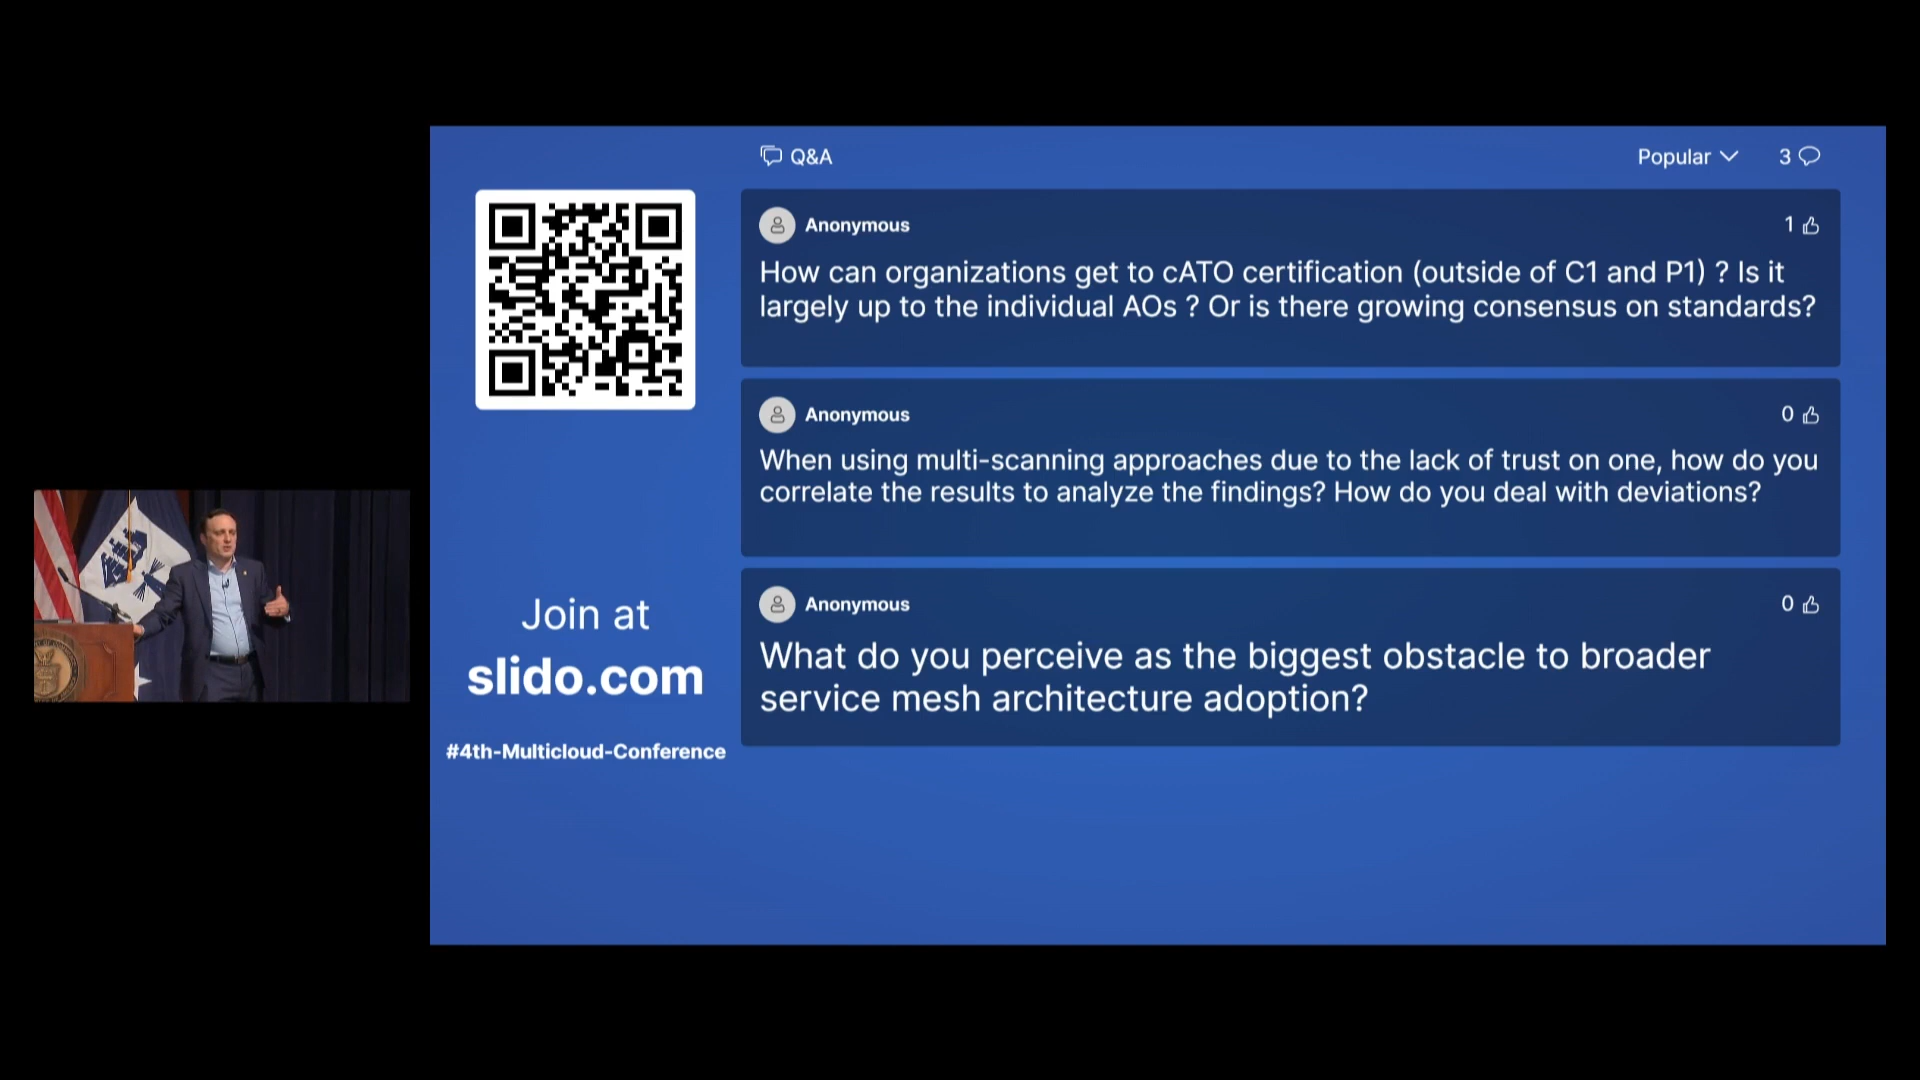 Q&A
Popular
3
Anonymous
1
How can organizations get to cATO certification (outside of C1 and P1) ? Is it
largely up to the individual AOs ? Or is there growing consensus on standards?
Anonymous
0
When using multi-scanning approaches due to the lack of trust on one, how do you
correlate the results to analyze the findings? How do you deal with deviations?
Anonymous
0
What do you perceive as the biggest obstacle to broader
service mesh architecture adoption?
Join at
slido.com
#4th-Multicloud-Conference